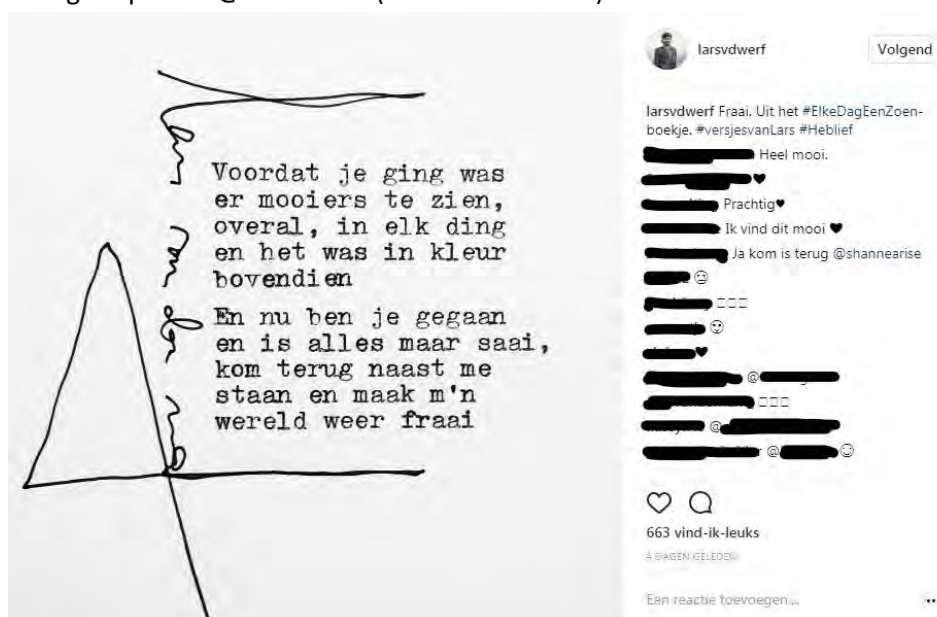 larsvdwerf
Volgend
Voordat je ging was
er mooiers te zien,
overal, in elk ding
en het was in kleur
bovendien
En nu ben je gegaan
en is alles maar saai,
kom terug naast me
staan en maak m'n
wereld weer fraai
larsvdwerf Fraai. Uit het #ElkeDagEenZoen-
boekje. #versjesvanLars #Heblief
Heel mooi.
♥
Prachtig♥
Ik vind dit mooi ♥
Ja kom is terug @shannearise
♥
@
@
@
663 vind-ik-leuks
4 DAGEN GELEDEN
Een reactie toevoegen...